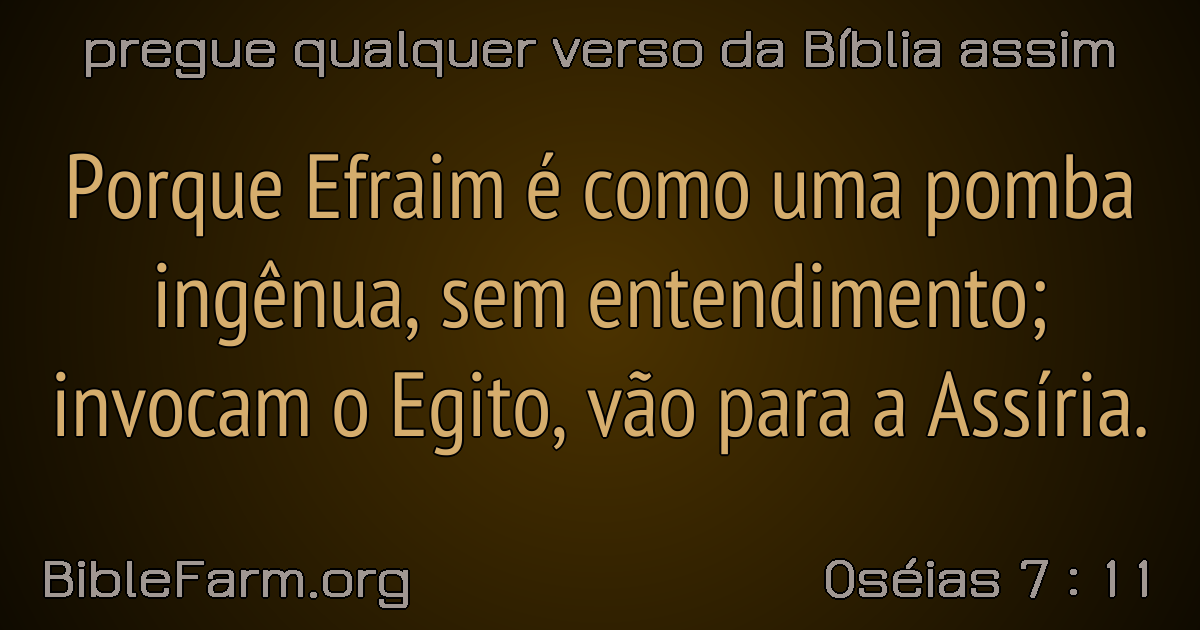 pregue qualquer verso da Bíblia assim
Porque Efraim é como uma pomba
ingênua, sem entendimento;
invocam o Egito, vão para a Assíria.
BibleFarm.org
Oséias 7 : 11